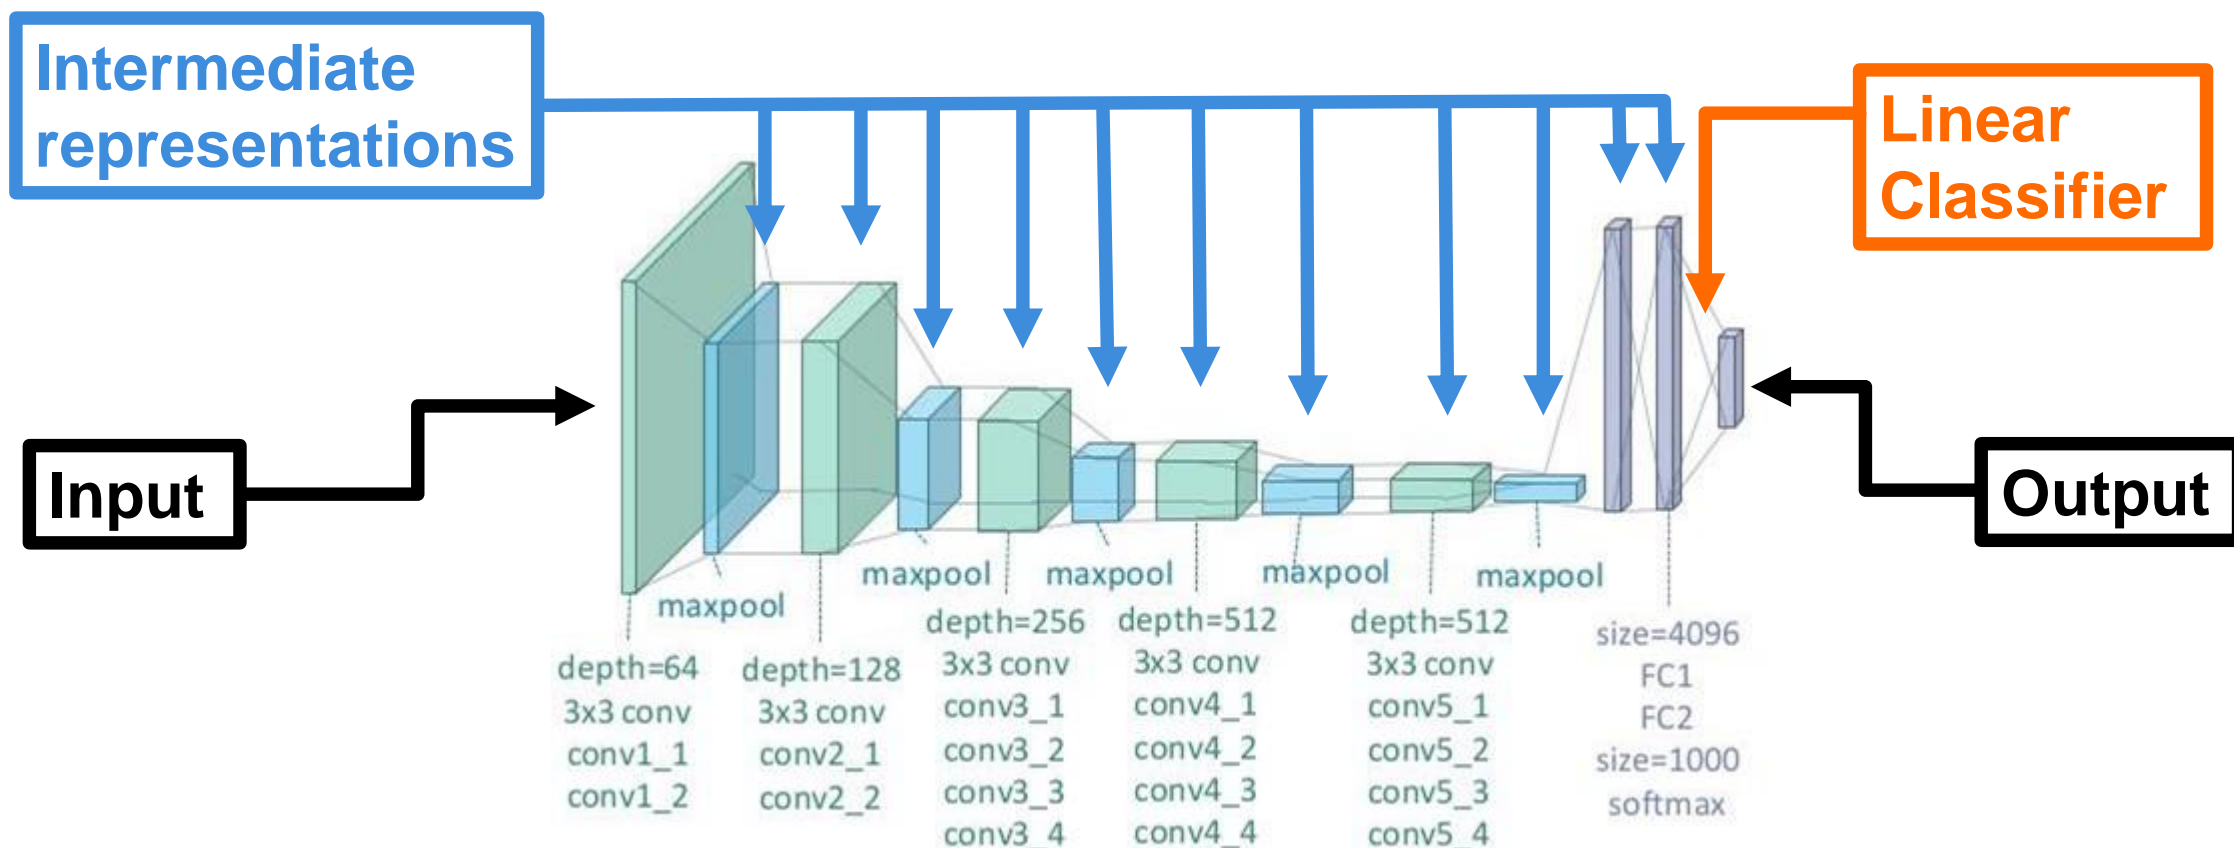 Intermediate
representations
Linear
Classifier
Input
Output
maxpool
maxpool
maxpool
maxpool
maxpool
depth=64
3x3 conv
conv1_1
conv1_2
depth=128
3x3 conv
conv2_1
conv2_2
depth=256
3x3 conv
conv3_1
conv3_2
conv3_3
conv3_4
depth=512
3x3 conv
conv4_1
conv4_2
conv4_3
conv4_4
depth=512
3x3 conv
conv5_1
conv5_2
conv5_3
conv5_4
size=4096
FC1
FC2
size=1000
softmax